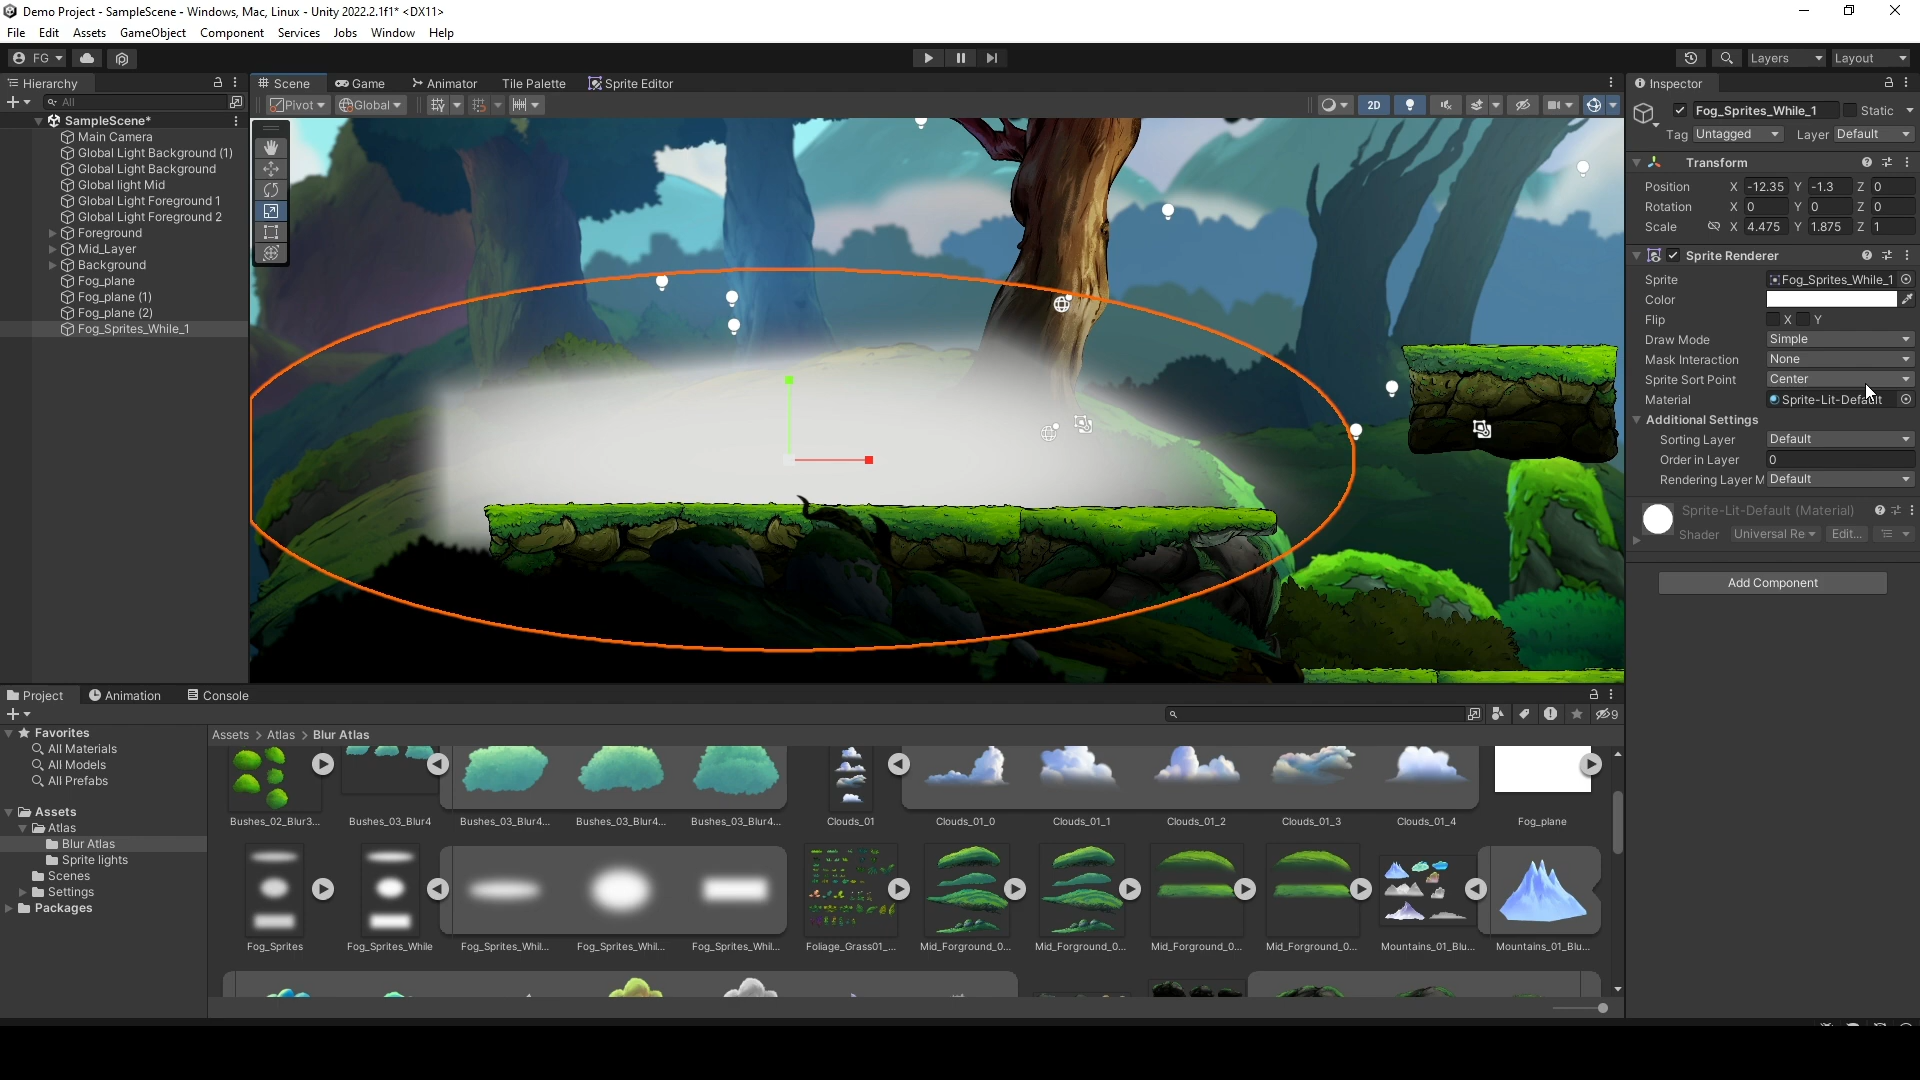 Demo Project - SampleScene - Windows, Mac, Linux - Unity 2022.2.1f1* <DX11>
File Edit Assets GameObject Component Services Jobs Window Help
FG
Layers
Layout
Hierarchy
All
SampleScene*
Main Camera
Global Light Background (1)
Global Light Background
Global light Mid
Global Light Foreground 1
Global Light Foreground 2
Foreground
Mid_Layer
Background
Fog_plane
Fog_plane (1)
Fog_plane (2)
Fog_Sprites_While_1
Scene Game Animator Tile Palette Sprite Editor
Pivot Global 2D
Inspector
Fog_Sprites_While_1 Static
Tag Untagged Layer Default
Transform
Position X -12.35 Y -1.3 Z 0
Rotation X 0 Y 0 Z 0
Scale X 4.475 Y 1.875 Z 1
Sprite Renderer
Sprite Fog_Sprites_While_1
Color
Flip X Y
Draw Mode Simple
Mask Interaction None
Sprite Sort Point Center
Material Sprite-Lit-Default
Additional Settings
Sorting Layer Default
Order in Layer 0
Rendering Layer M Default
Sprite-Lit-Default (Material)
Shader Universal Re Edit...
Add Component
Project Animation Console
9
Favorites
All Materials
All Models
All Prefabs
Assets
Atlas
Blur Atlas
Sprite lights
Scenes
Settings
Packages
Assets > Atlas > Blur Atlas
Bushes_02_Blur3... Bushes_03_Blur4 Bushes_03_Blur4... Bushes_03_Blur4... Bushes_03_Blur4... Clouds_01 Clouds_01_0 Clouds_01_1 Clouds_01_2 Clouds_01_3 Clouds_01_4 Fog_plane
Fog_Sprites Fog_Sprites_While Fog_Sprites_Whil... Fog_Sprites_Whil... Fog_Sprites_Whil... Foliage_Grass01_... Mid_Forground_0... Mid_Forground_0... Mid_Forground_0... Mid_Forground_0... Mountains_01_Blu... Mountains_01_Blu...